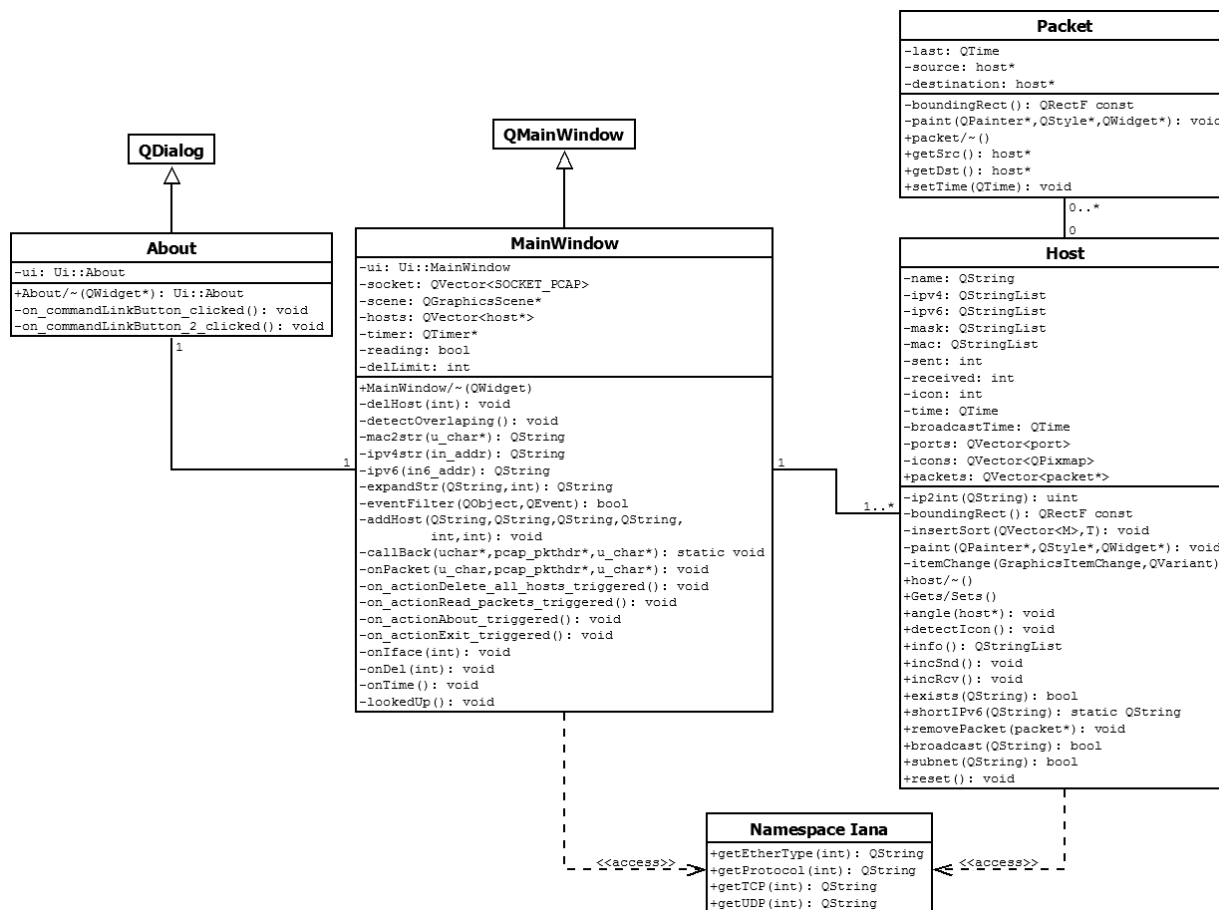 QDialog
About
-ui: Ui::About
+About/~(QWidget*): Ui::About
-on_commandLinkButton_clicked(): void
-on_commandLinkButton_2_clicked(): void
1
1
QMainWindow
MainWindow
-ui: Ui::MainWindow
-socket: QVector<SOCKET_PCAP>
-scene: QGraphicsScene*
-hosts: QVector<host*>
-timer: QTimer*
-reading: bool
-delLimit: int
+MainWindow/~(QWidget)
-delHost(int): void
-detectOverlaping(): void
-mac2str(u_char*): QString
-ipv4str(in_addr): QString
-ipv6(in6_addr): QString
-expandStr(QString,int): QString
-eventFilter(QObject,QEvent): bool
-addHost(QString,QString,QString,QString,
int,int): void
-callBack(uchar*,pcap_pkthdr*,u_char*): static void
-onPacket(u_char,pcap_pkthdr*,u_char*): void
-on_actionDelete_all_hosts_triggered(): void
-on_actionRead_packets_triggered(): void
-on_actionAbout_triggered(): void
-on_actionExit_triggered(): void
-onIface(int): void
-onDel(int): void
-onTime(): void
-lookedUp(): void
1
1..*
Packet
-last: QTime
-source: host*
-destination: host*
-boundingRect(): QRectF const
-paint(QPainter*,QStyle*,QWidget*): void
+packet/~()
+getSrc(): host*
+getDst(): host*
+setTime(QTime): void
0..*
0
Host
-name: QString
-ipv4: QStringList
-ipv6: QStringList
-mask: QStringList
-mac: QStringList
-sent: int
-received: int
-icon: int
-time: QTime
-broadcastTime: QTime
-ports: QVector<port>
-icons: QVector<QPixmap>
+packets: QVector<packet*>
-ip2int(QString): uint
-boundingRect(): QRectF const
-insertSort(QVector<M>,T): void
-paint(QPainter*,QStyle*,QWidget*): void
-itemChange(GraphicsItemChange,QVariant)
+host/~()
+Gets/Sets()
+angle(host*): void
+detectIcon(): void
+info(): QStringList
+incSnd(): void
+incRcv(): void
+exists(QString): bool
+shortIPv6(QString): static QString
+removePacket(packet*): void
+broadcast(QString): bool
+subnet(QString): bool
+reset(): void
<<access>>
<<access>>
Namespace Iana
+getEtherType(int): QString
+getProtocol(int): QString
+getTCP(int): QString
+getUDP(int): QString